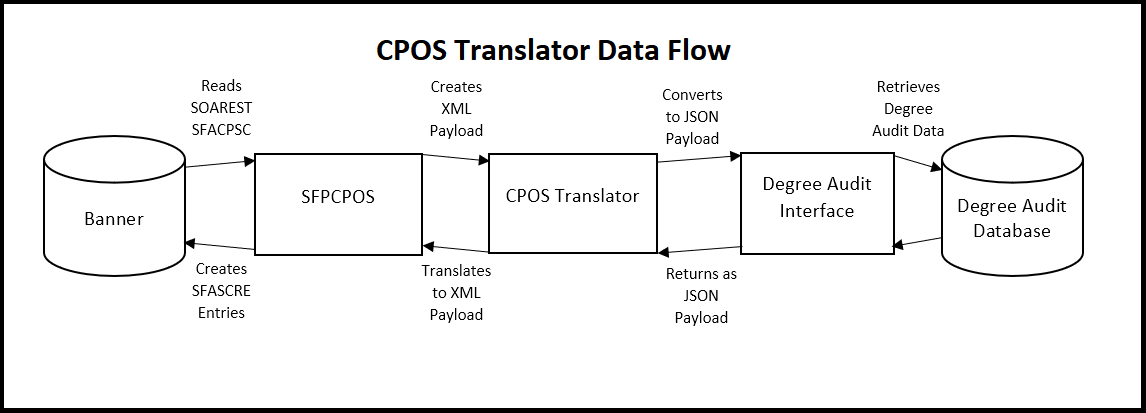 CPOS Translator Data Flow
Reads
SOAREST
SFACPSC
Creates
XML
Payload
Converts
to JSON
Payload
Retrieves
Degree
Audit Data
Banner
SFPCPOS
CPOS Translator
Degree Audit
Interface
Degree Audit
Database
Creates
SFASCRE
Entries
Translates
to XML
Payload
Returns as
JSON
Payload